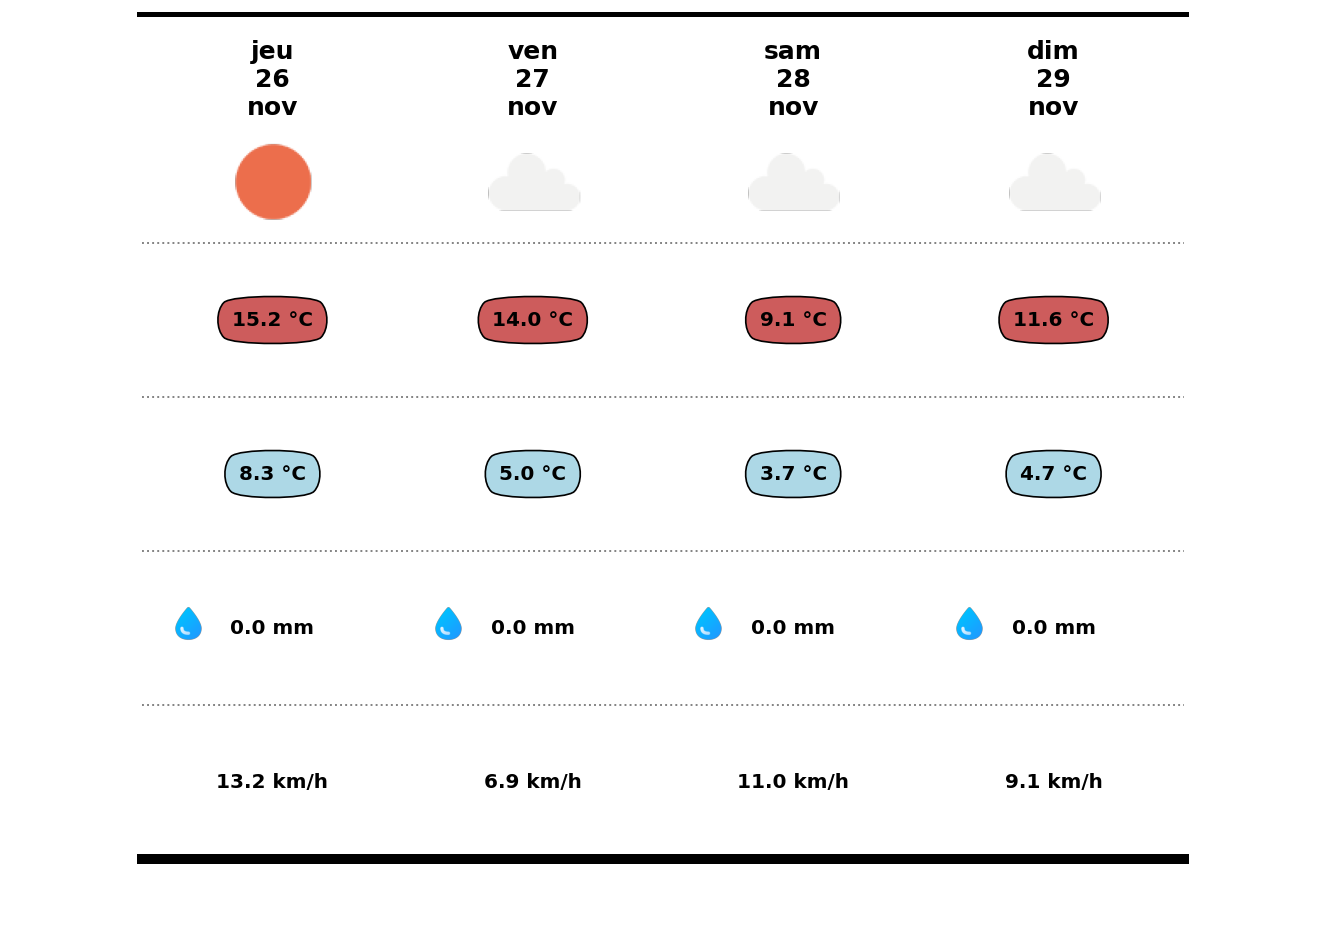 jeu ven sam dim
26 27 28 29
nov nov nov nov
15.2 °C 14.0 °C 9.1 °C 11.6 °C
8.3 °C 5.0 °C 3.7 °C 4.7 °C
0.0 mm 0.0 mm 0.0 mm 0.0 mm
13.2 km/h 6.9 km/h 11.0 km/h 9.1 km/h